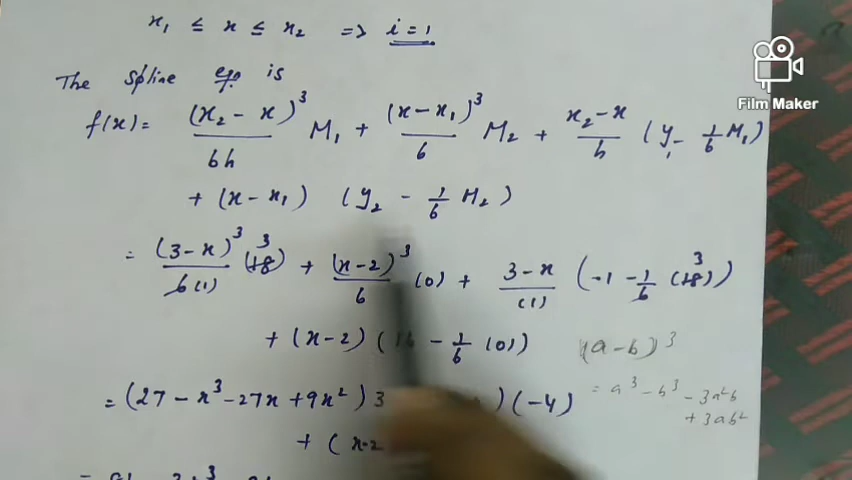 x₁ ≤ x ≤ x₂ => i = 1
Film Maker
The spline eqn is
f(x) = (x₂ - x)³/6h M₁ + (x - x₁)³/6 M₂ + x₂ - x/h (y₁ - 1/6 M₁)
+ (x - x₁) (y₂ - 1/6 M₂)
= (3 - x)³/6(1) (18) 3 + (x - 2)³/6 (0) + 3 - x/(1) (-1 - 1/6 (18) 3)
+ (x - 2) ( - 1/6 (0))
(a - b)³
= a³ - b³ - 3a²b
+ 3ab²
= (27 - x³ - 27x + 9x²) 3 ) (-4)
+ (x-2